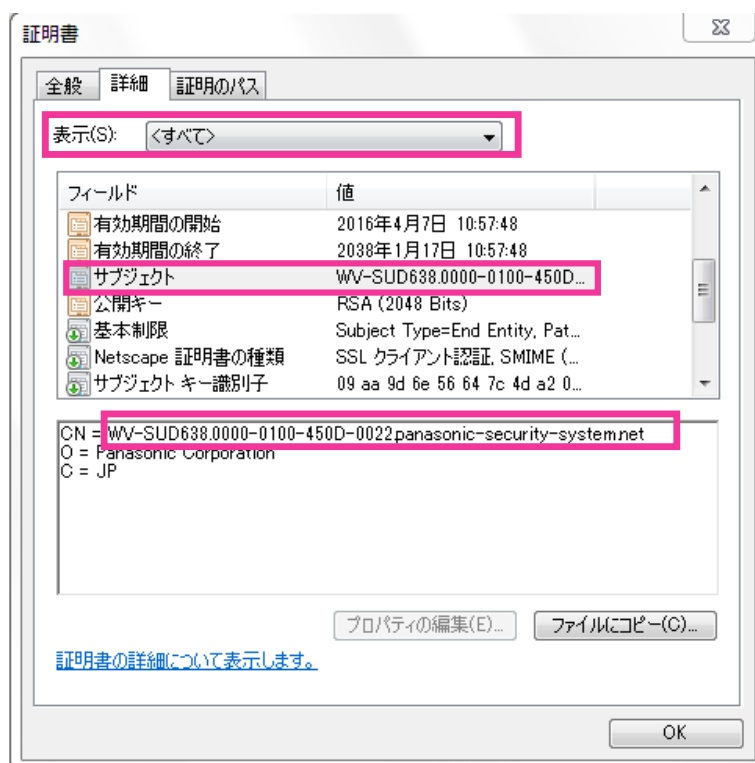 証明書
全般 詳細 証明のパス
表示(S): <すべて>
フィールド 値
有効期間の開始 2016年4月7日 10:57:48
有効期間の終了 2038年1月17日 10:57:48
サブジェクト WV-SUD638.0000-0100-450D...
公開キー RSA (2048 Bits)
基本制限 Subject Type=End Entity, Pat...
Netscape 証明書の種類 SSL クライアント認証, SMIME (...
サブジェクト キー識別子 09 aa 9d 6e 56 64 7c 4d a2 0...
CN = WV-SUD638.0000-0100-450D-0022.panasonic-security-system.net
O = Panasonic Corporation
C = JP
プロパティの編集(E)... ファイルにコピー(C)...
証明書の詳細について表示します。
OK